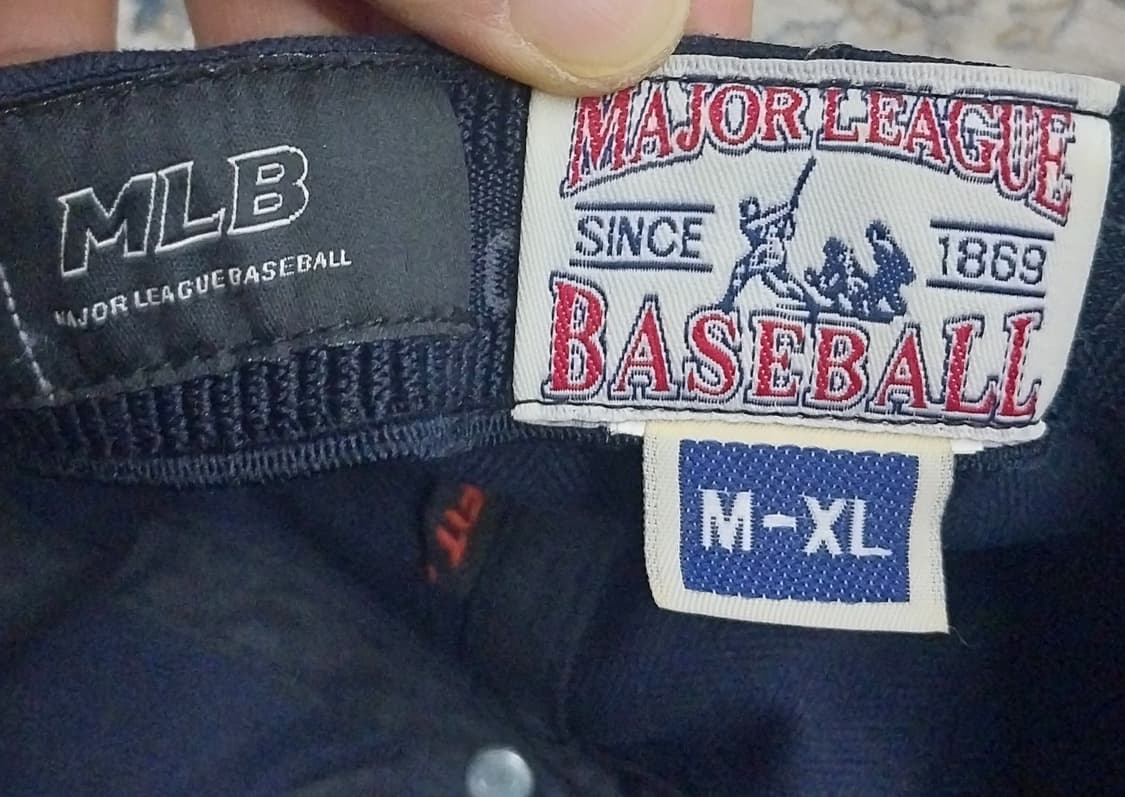 MLB
MAJOR LEAGUE BASEBALL
MAJOR LEAGUE
SINCE 1869
BASEBALL
M-XL